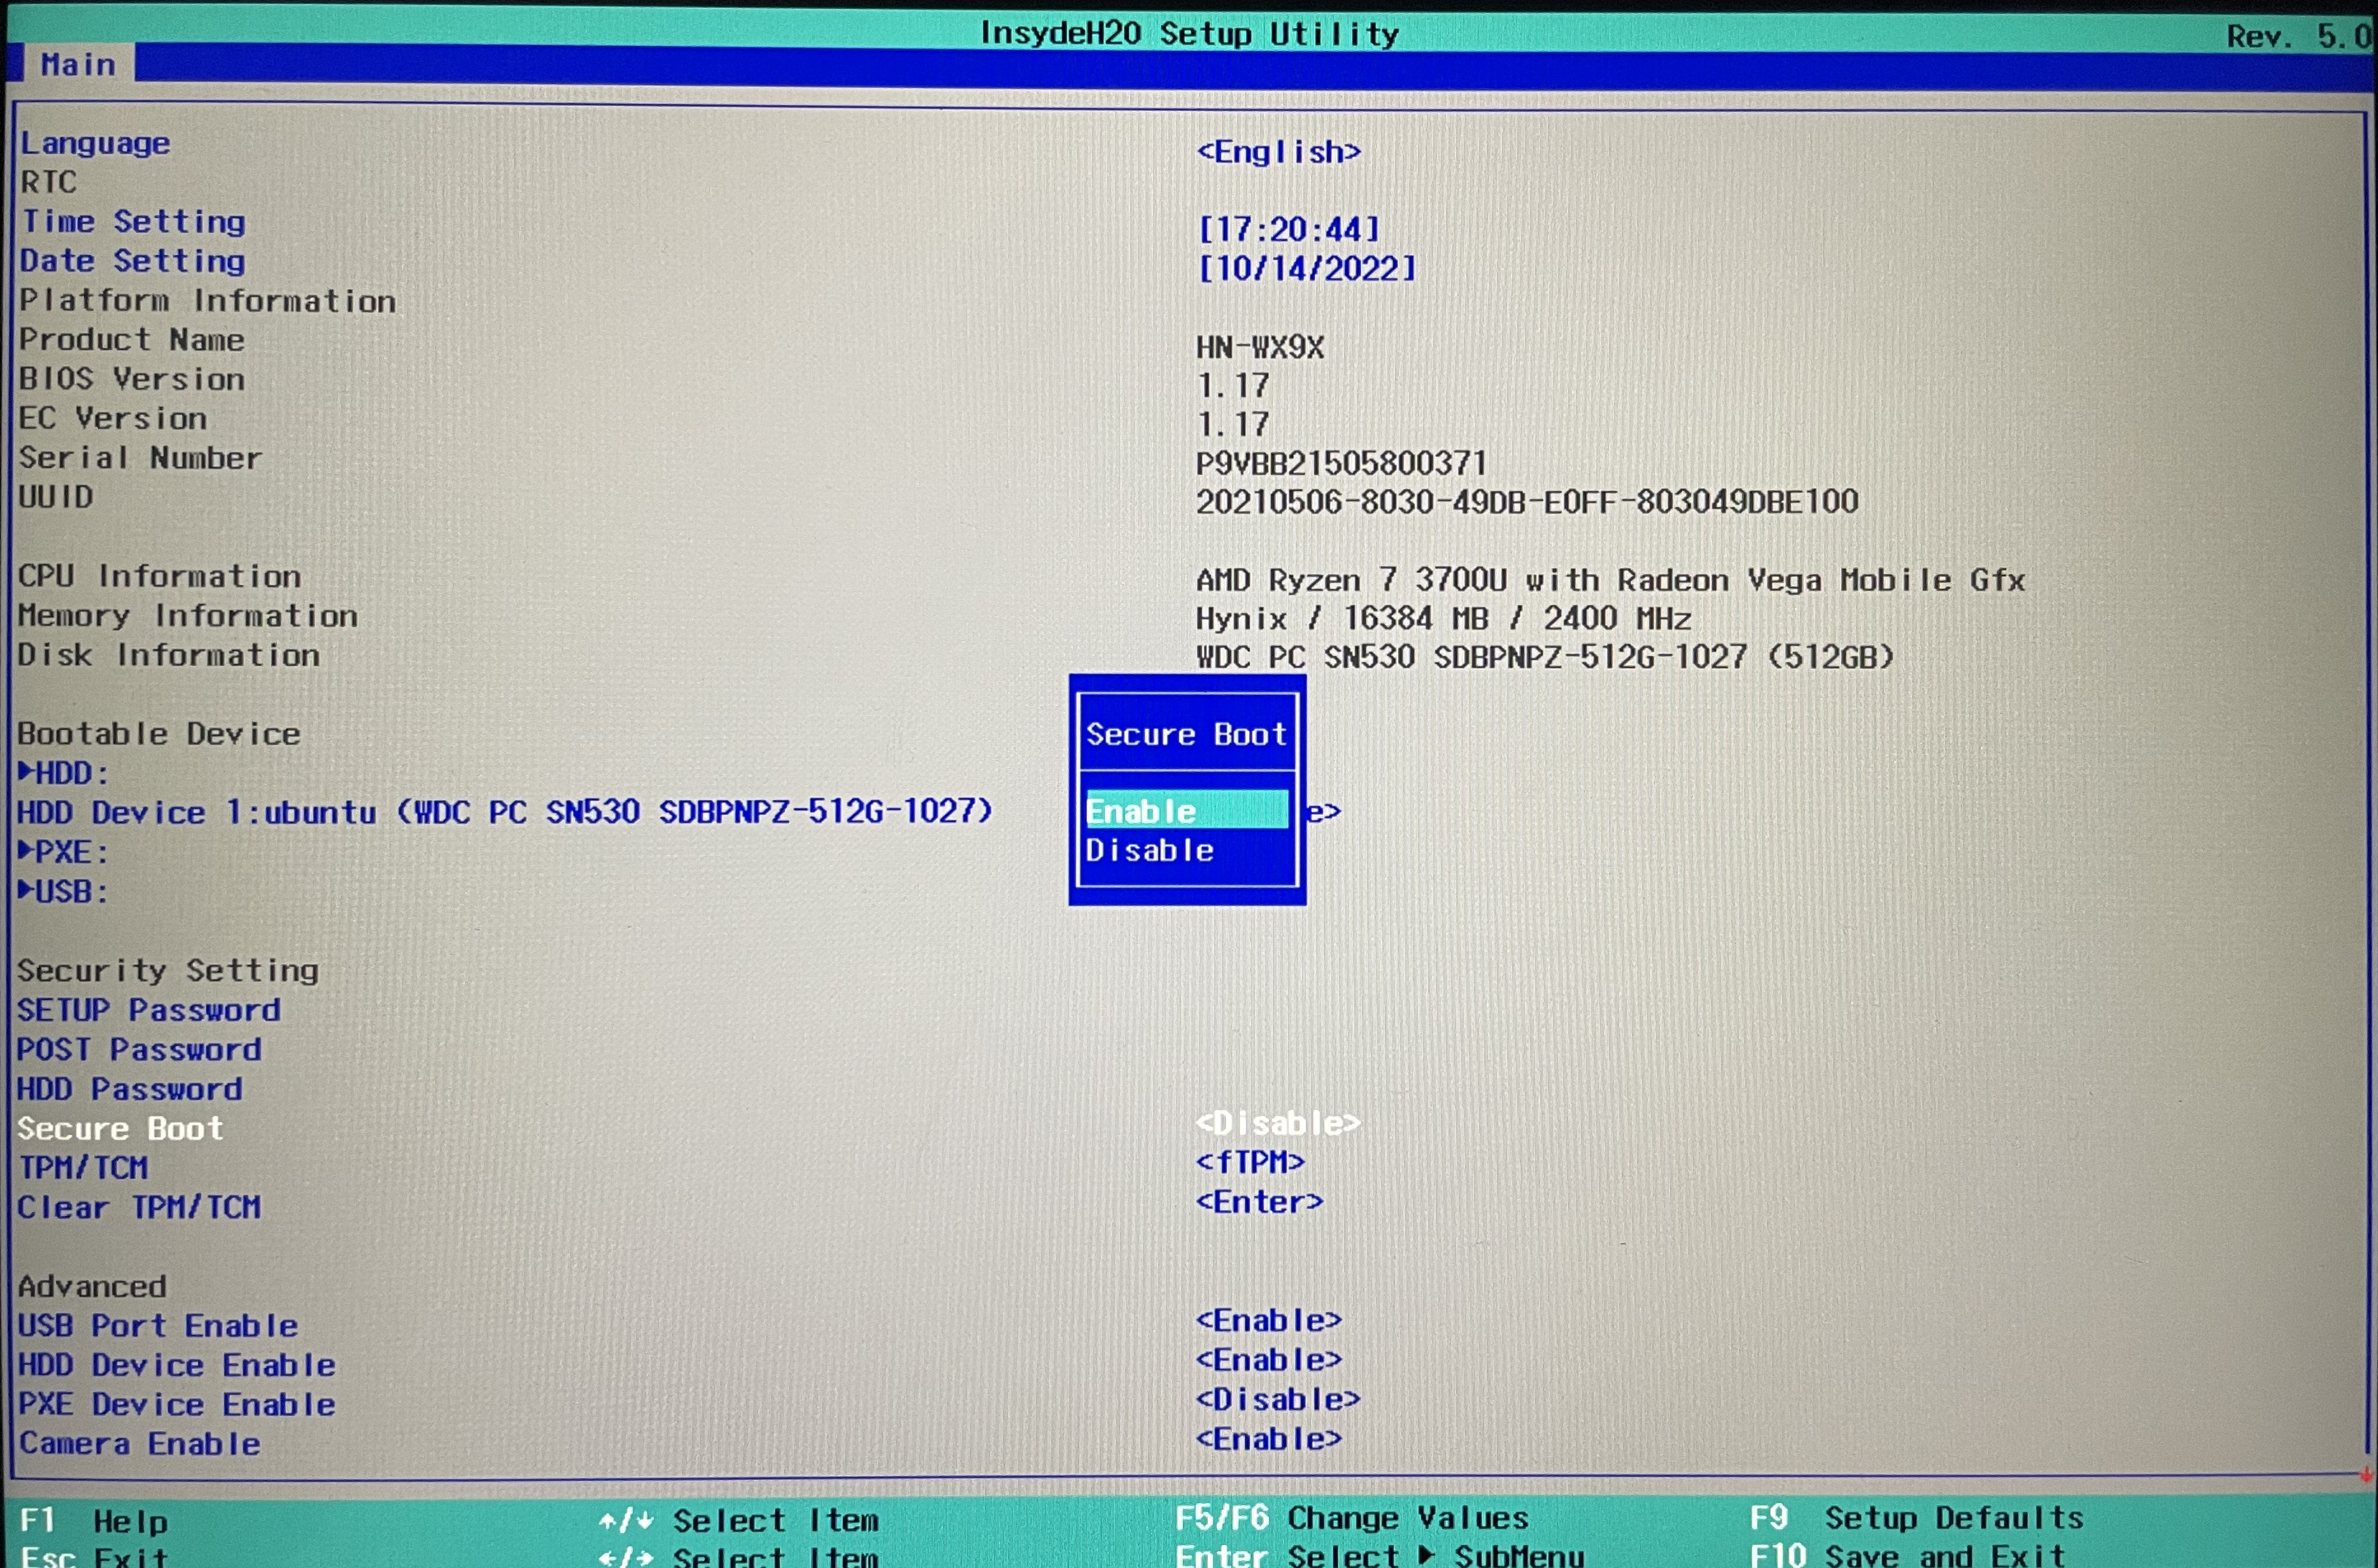 InsydeH20 Setup Utility Rev. 5.0
Main
Language <English>
RTC
Time Setting [17:20:44]
Date Setting [10/14/2022]
Platform Information
Product Name HN-WX9X
BIOS Version 1.17
EC Version 1.17
Serial Number P9VBB21505800371
UUID 20210506-8030-49DB-E0FF-803049DBE100
CPU Information AMD Ryzen 7 3700U with Radeon Vega Mobile Gfx
Memory Information Hynix / 16384 MB / 2400 MHz
Disk Information WDC PC SN530 SDBPNPZ-512G-1027 (512GB)
Bootable Device Secure Boot
▶HDD:
HDD Device 1:ubuntu (WDC PC SN530 SDBPNPZ-512G-1027) Enable e>
▶PXE: Disable
▶USB:
Security Setting
SETUP Password
POST Password
HDD Password
Secure Boot <Disable>
TPM/TCM <fTPM>
Clear TPM/TCM <Enter>
Advanced
USB Port Enable <Enable>
HDD Device Enable <Enable>
PXE Device Enable <Disable>
Camera Enable <Enable>
F1 Help ↑/↓ Select Item F5/F6 Change Values F9 Setup Defaults
Esc Exit ←/→ Select Item Enter Select ▶ SubMenu F10 Save and Exit